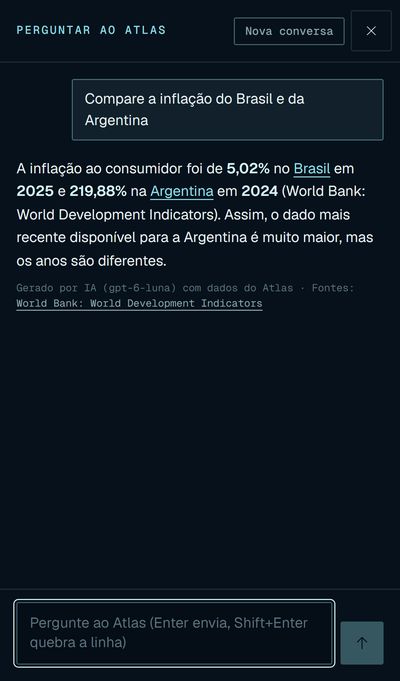 PERGUNTAR AO ATLAS
Nova conversa
×
Compare a inflação do Brasil e da
Argentina
A inflação ao consumidor foi de 5,02% no Brasil em
2025 e 219,88% na Argentina em 2024 (World Bank:
World Development Indicators). Assim, o dado mais
recente disponível para a Argentina é muito maior, mas
os anos são diferentes.
Gerado por IA (gpt-6-luna) com dados do Atlas · Fontes:
World Bank: World Development Indicators
Pergunte ao Atlas (Enter envia, Shift+Enter
quebra a linha)